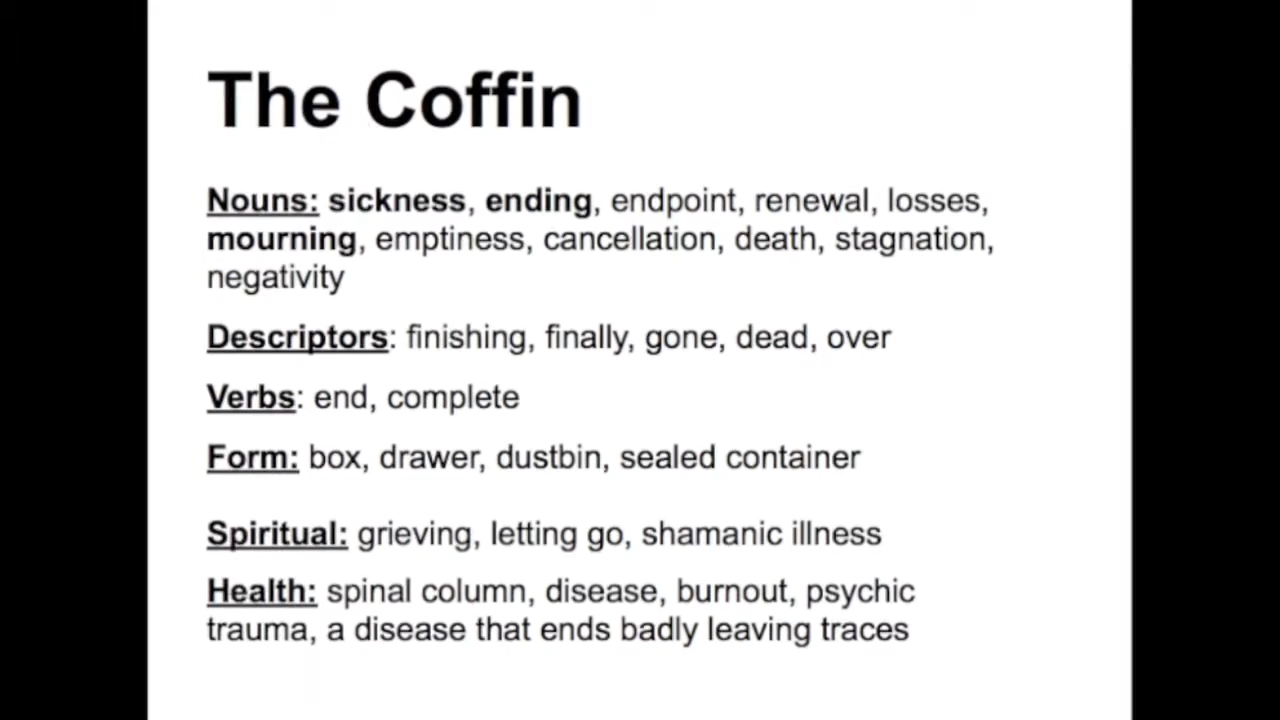 The Coffin
Nouns: sickness, ending, endpoint, renewal, losses,
mourning, emptiness, cancellation, death, stagnation,
negativity
Descriptors: finishing, finally, gone, dead, over
Verbs: end, complete
Form: box, drawer, dustbin, sealed container
Spiritual: grieving, letting go, shamanic illness
Health: spinal column, disease, burnout, psychic
trauma, a disease that ends badly leaving traces